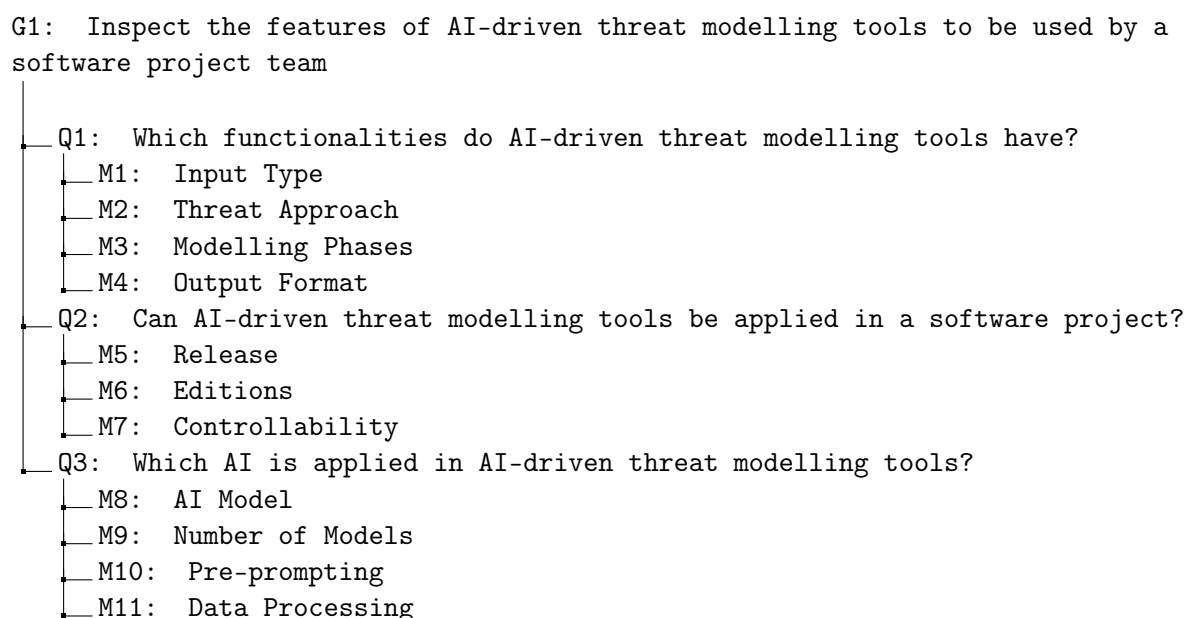 G1: Inspect the features of AI-driven threat modelling tools to be used by a
software project team
Q1: Which functionalities do AI-driven threat modelling tools have?
M1: Input Type
M2: Threat Approach
M3: Modelling Phases
M4: Output Format
Q2: Can AI-driven threat modelling tools be applied in a software project?
M5: Release
M6: Editions
M7: Controllability
Q3: Which AI is applied in AI-driven threat modelling tools?
M8: AI Model
M9: Number of Models
M10: Pre-prompting
M11: Data Processing